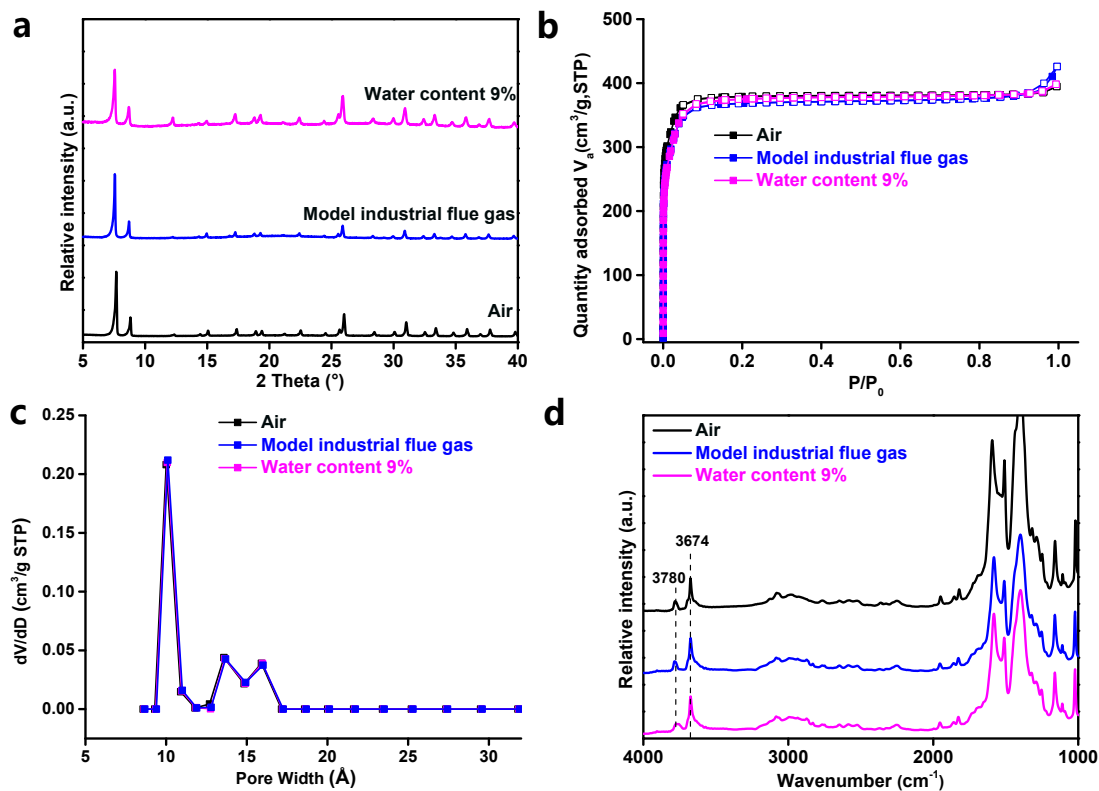 a
Relative intensity (a.u.)
Water content 9%
Model industrial flue gas
Air
5 10 15 20 25 30 35 40
2 Theta (°)
b
Quantity adsorbed Vₐ(cm³/g,STP)
500
400
300
200
100
0
Air
Model industrial flue gas
Water content 9%
0.0 0.2 0.4 0.6 0.8 1.0
P/P₀
c
dV/dD (cm³/g STP)
0.25
0.20
0.15
0.10
0.05
0.00
Air
Model industrial flue gas
Water content 9%
5 10 15 20 25 30
Pore Width (Å)
d
Relative intensity (a.u.)
Air
Model industrial flue gas
Water content 9%
3674
3780
4000 3000 2000 1000
Wavenumber (cm⁻¹)